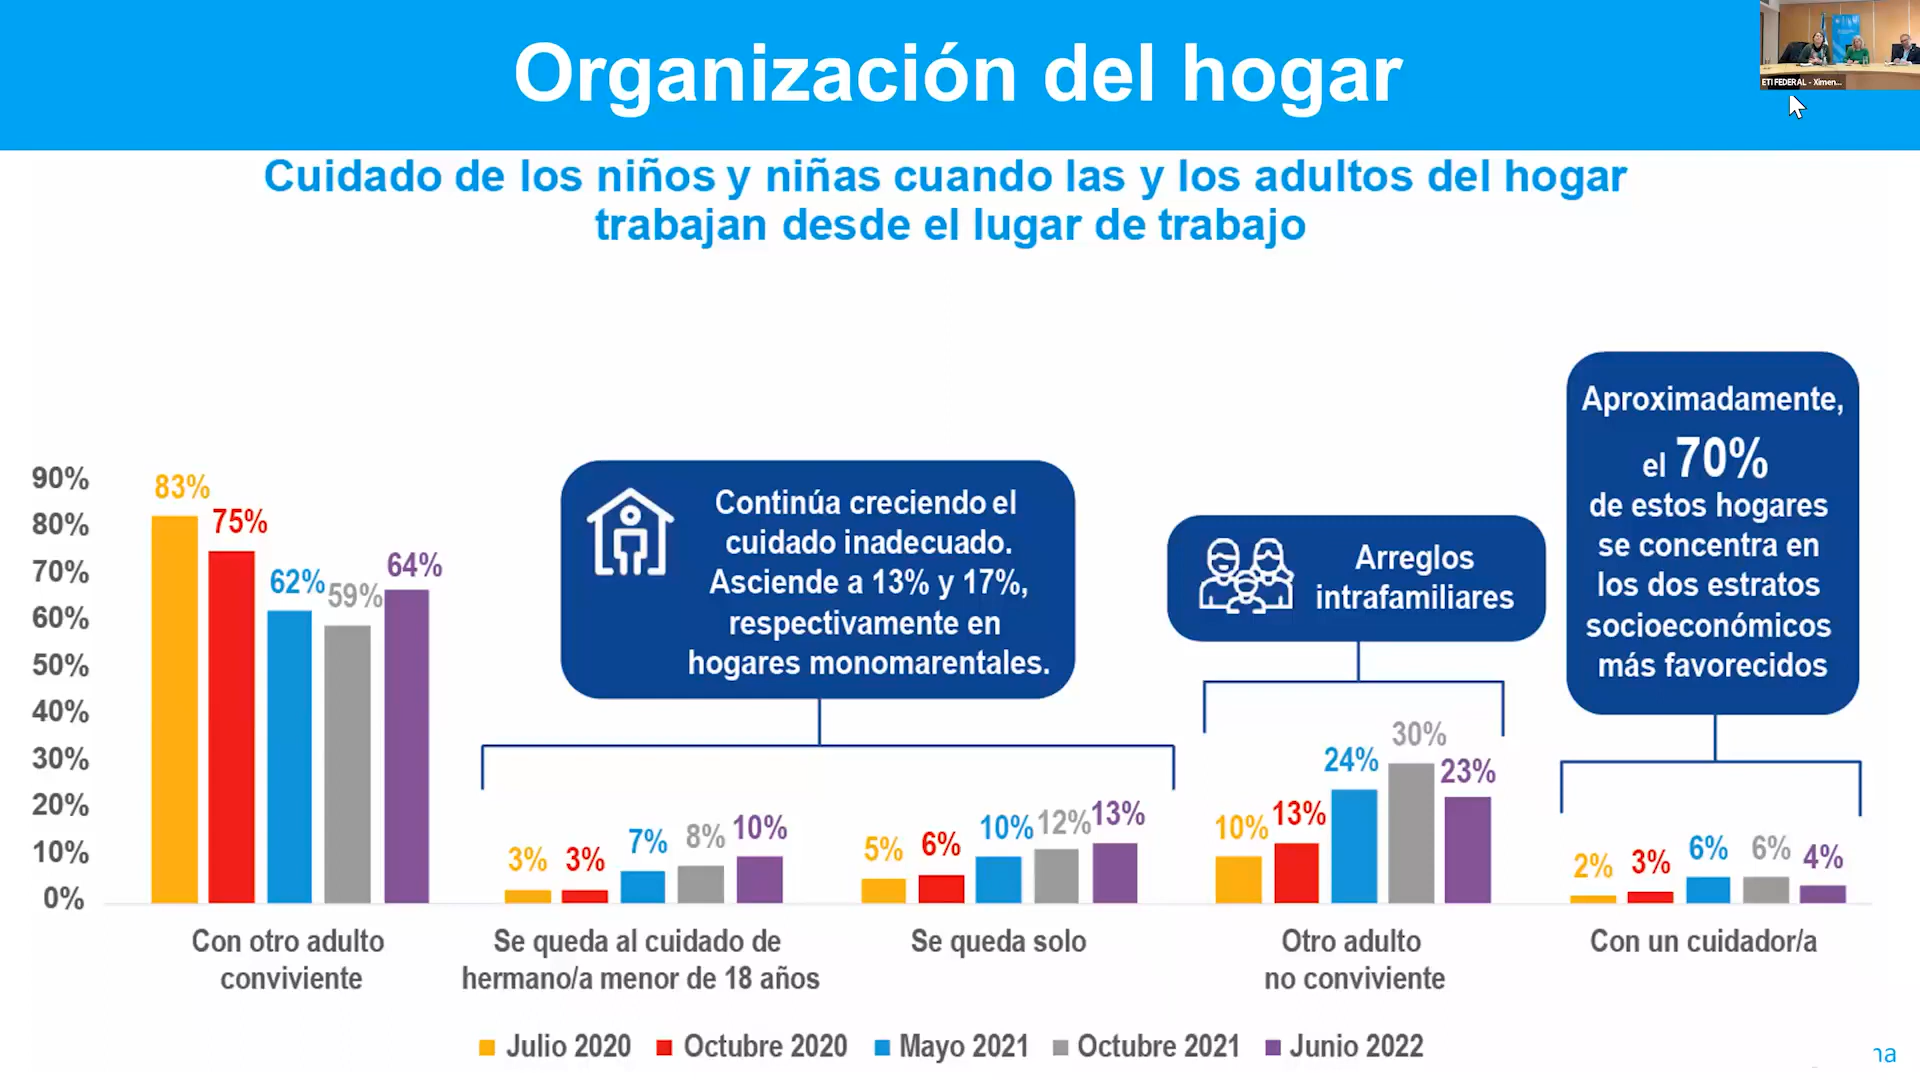 Organización del hogar
ETI FEDERAL - Ximen...
Cuidado de los niños y niñas cuando las y los adultos del hogar
trabajan desde el lugar de trabajo
Aproximadamente,
el 70%
de estos hogares
se concentra en
los dos estratos
socioeconómicos
más favorecidos
Continúa creciendo el
cuidado inadecuado.
Asciende a 13% y 17%,
respectivamente en
hogares monomarentales.
Arreglos
intrafamiliares
90%
80%
70%
60%
50%
40%
30%
20%
10%
0%
83%
75%
62%
59%
64%
3%
3%
7%
8%
10%
5%
6%
10%
12%
13%
10%
13%
24%
30%
23%
2%
3%
6%
6%
4%
Con otro adulto
conviviente
Se queda al cuidado de
hermano/a menor de 18 años
Se queda solo
Otro adulto
no conviviente
Con un cuidador/a
Julio 2020
Octubre 2020
Mayo 2021
Octubre 2021
Junio 2022